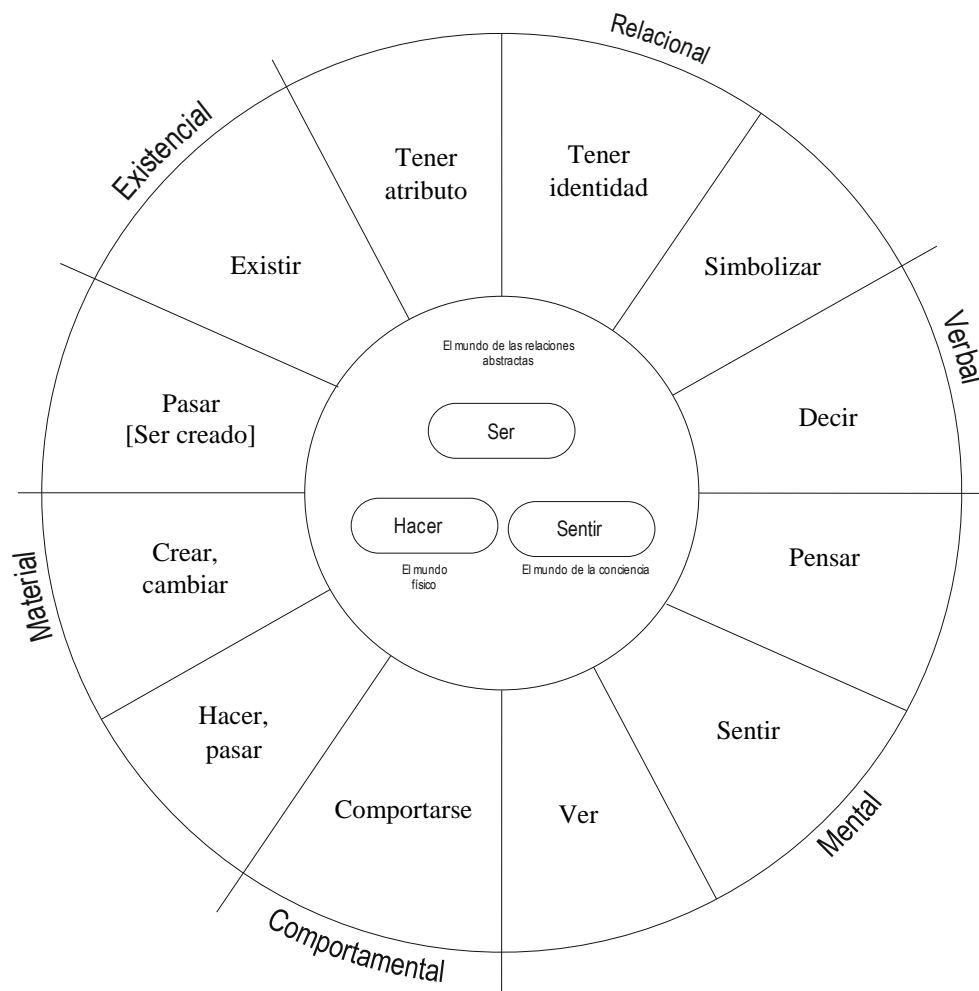 Relacional
Existencial
Tener
atributo
Tener
identidad
Existir
Simbolizar
Verbal
El mundo de las relaciones
abstractas
Pasar
[Ser creado]
Ser
Decir
Hacer
Sentir
El mundo
físico
El mundo de la conciencia
Material
Crear,
cambiar
Pensar
Hacer,
pasar
Sentir
Comportarse
Ver
Mental
Comportamental